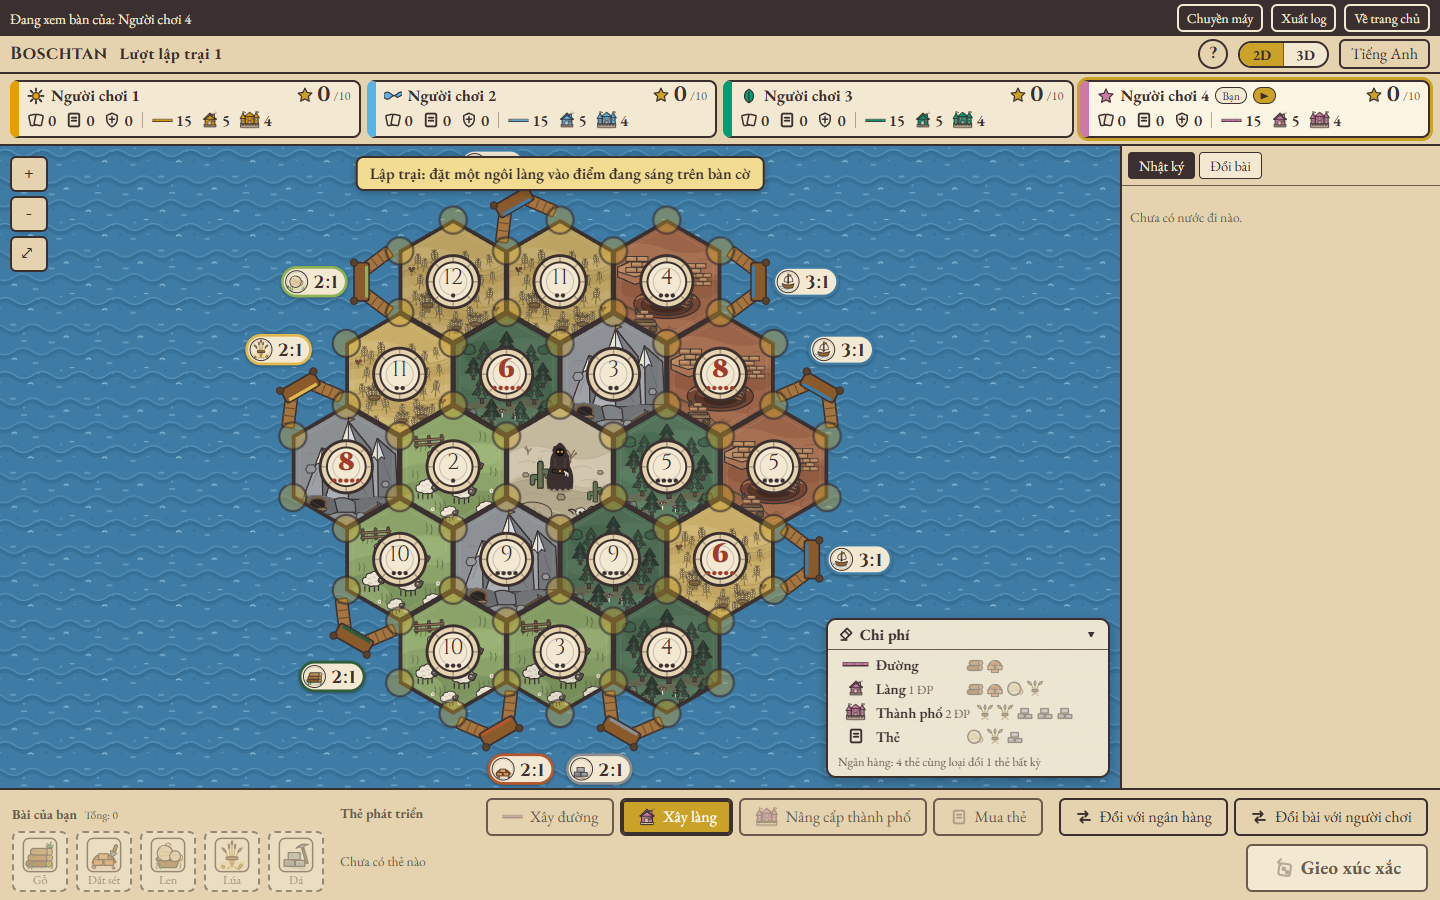 Đang xem bàn của: Người chơi 4
Chuyền máy
Xuất log
Về trang chủ
BOSCHTAN Lượt lập trại 1
?
2D
3D
Tiếng Anh
Người chơi 1
0 /10
0 0 0 15 5 4
Người chơi 2
0 /10
0 0 0 15 5 4
Người chơi 3
0 /10
0 0 0 15 5 4
Người chơi 4 Bạn
0 /10
0 0 0 15 5 4
+
-
Lập trại: đặt một ngôi làng vào điểm đang sáng trên bàn cờ
Nhật ký
Đổi bài
Chưa có nước đi nào.
2:1 12 11 4 3:1
2:1 11 6 3 8 3:1
8 2 5 5
10 9 9 6 3:1
10 3 4
2:1
2:1 2:1
Chi phí
Đường
Làng 1 ĐP
Thành phố 2 ĐP
Thẻ
Ngân hàng: 4 thẻ cùng loại đổi 1 thẻ bất kỳ
Bài của bạn Tổng: 0
Gỗ
Đất sét
Len
Lúa
Đá
Thẻ phát triển
Chưa có thẻ nào
Xây đường
Xây làng
Nâng cấp thành phố
Mua thẻ
Đổi với ngân hàng
Đổi bài với người chơi
Gieo xúc xắc